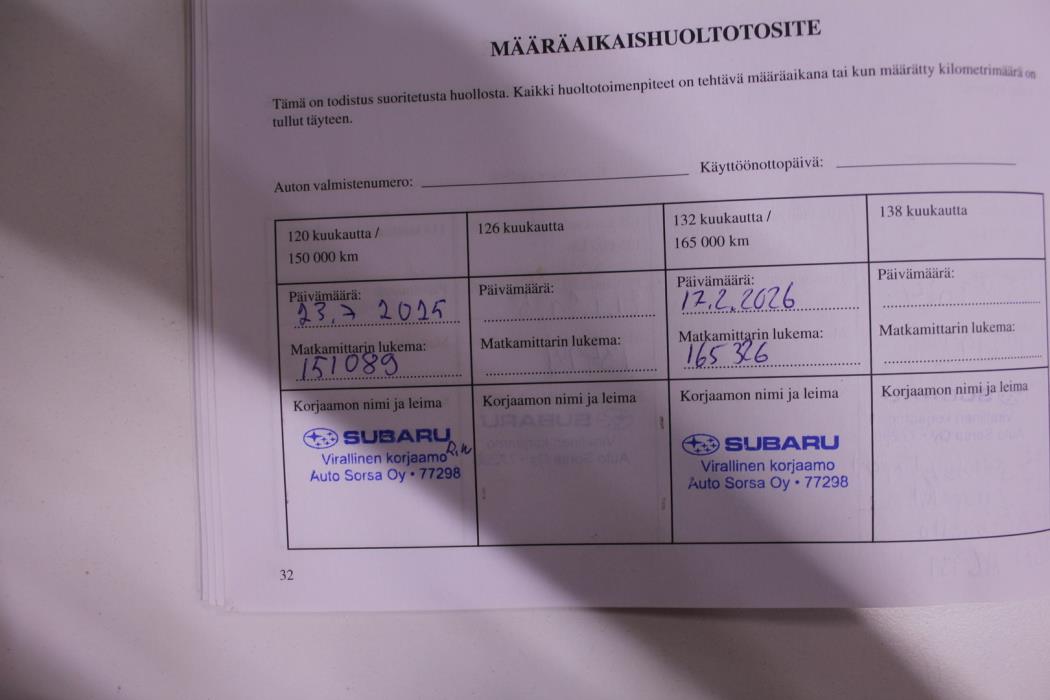 MÄÄRÄAIKAISHUOLTOTOSITE
Tämä on todistus suoritetusta huollosta. Kaikki huoltotoimenpiteet on tehtävä määräaikana tai kun määrätty kilometrimäärä on
tullut täyteen.
Auton valmistenumero:
Käyttöönottopäivä:
120 kuukautta /
150 000 km
126 kuukautta
132 kuukautta /
165 000 km
138 kuukautta
Päivämäärä:
23.7 2025
Päivämäärä:
Päivämäärä:
17.2.2026
Päivämäärä:
Matkamittarin lukema:
151089
Matkamittarin lukema:
Matkamittarin lukema:
165 326
Matkamittarin lukema:
Korjaamon nimi ja leima
SUBARU
Virallinen korjaamo
Auto Sorsa Oy • 77298
Korjaamon nimi ja leima
Korjaamon nimi ja leima
SUBARU
Virallinen korjaamo
Auto Sorsa Oy • 77298
Korjaamon nimi ja leima
32